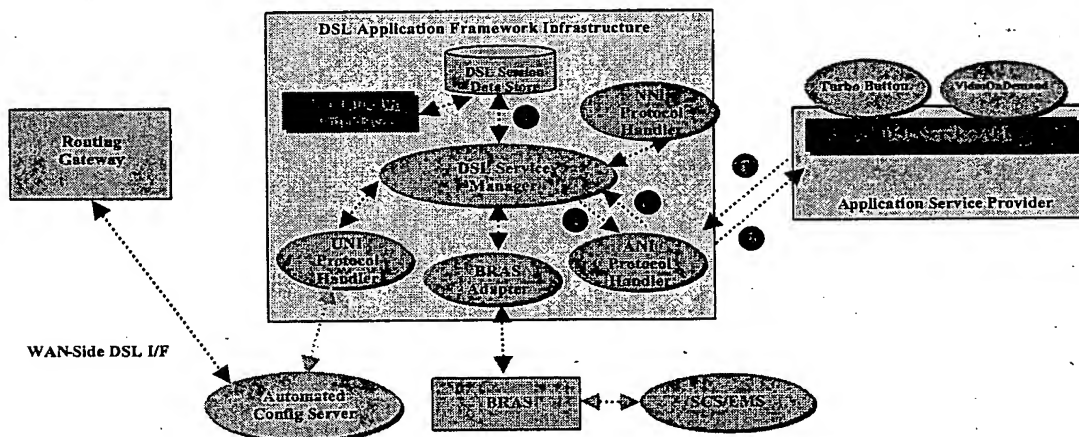 DSL Application Framework Infrastructure
DSL Session
Data Store
NNI
Protocol
Handler
DSL Service
Manager
UNI
Protocol
Handler
BRAS
Adapter
ANI
Protocol
Handler
Routing
Gateway
Turbo Button
VideoOnDemand
Application Service Provider
WAN-Side DSL I/F
Automated
Config Server
BRAS
SCS/EMS